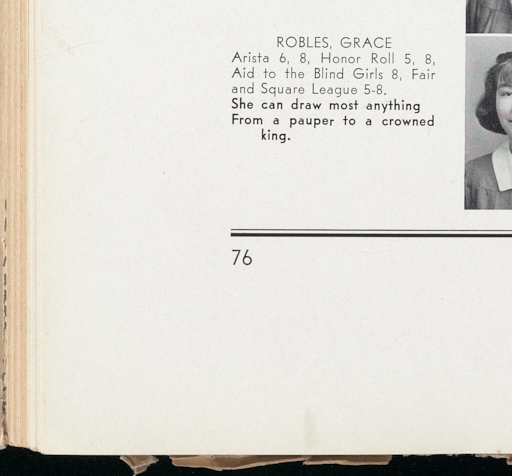 ROBLES, GRACE
Arista 6, 8, Honor Roll 5, 8,
Aid to the Blind Girls 8, Fair
and Square League 5-8.
She can draw most anything
From a pauper to a crowned
king.
76